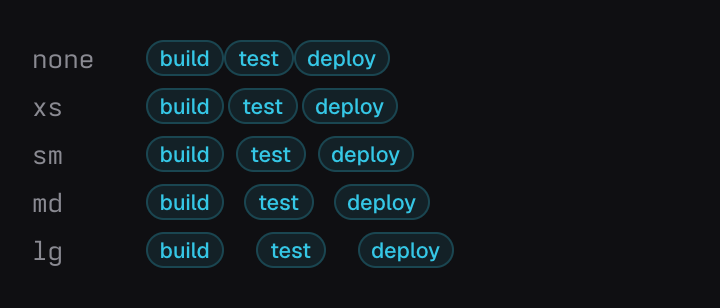 none build test deploy
xs build test deploy
sm build test deploy
md build test deploy
lg build test deploy